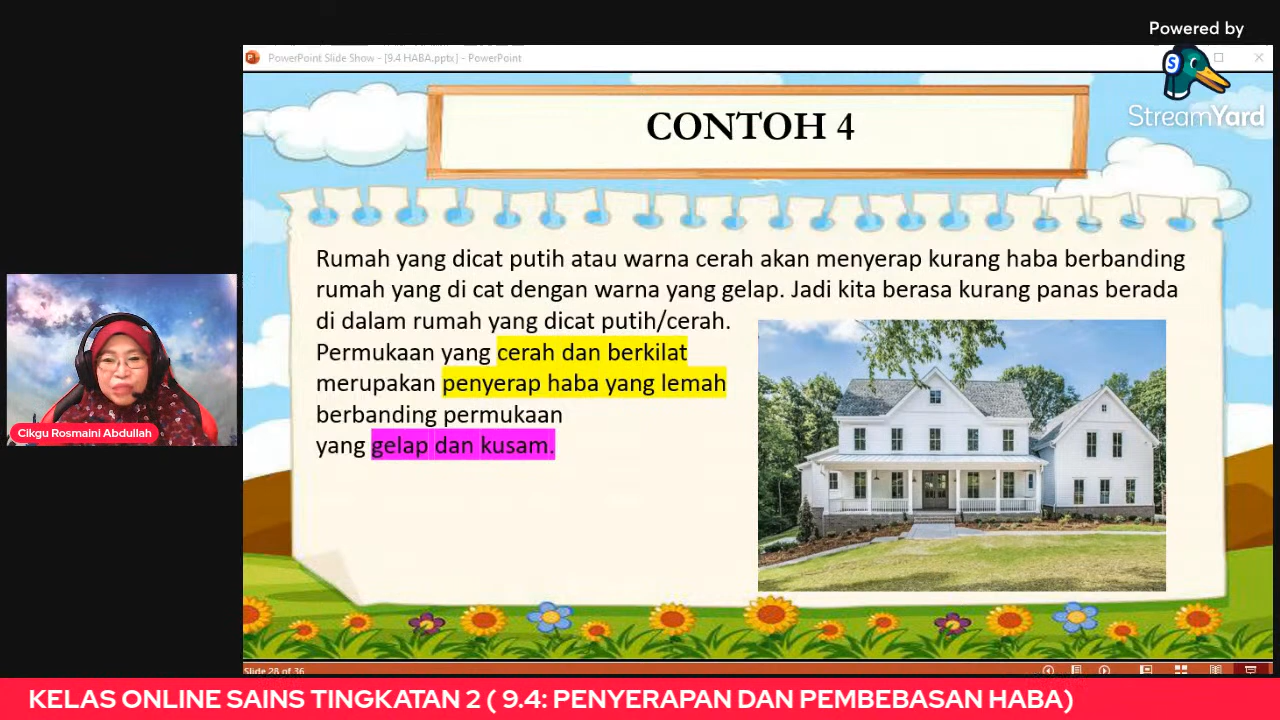 Powered by
StreamYard
PowerPoint Slide Show - [9.4 HABA.pptx] - PowerPoint
CONTOH 4
Rumah yang dicat putih atau warna cerah akan menyerap kurang haba berbanding
rumah yang di cat dengan warna yang gelap. Jadi kita berasa kurang panas berada
di dalam rumah yang dicat putih/cerah.
Permukaan yang cerah dan berkilat
merupakan penyerap haba yang lemah
berbanding permukaan
yang gelap dan kusam.
Cikgu Rosmaini Abdullah
Slide 28 of 36
KELAS ONLINE SAINS TINGKATAN 2 ( 9.4: PENYERAPAN DAN PEMBEBASAN HABA)